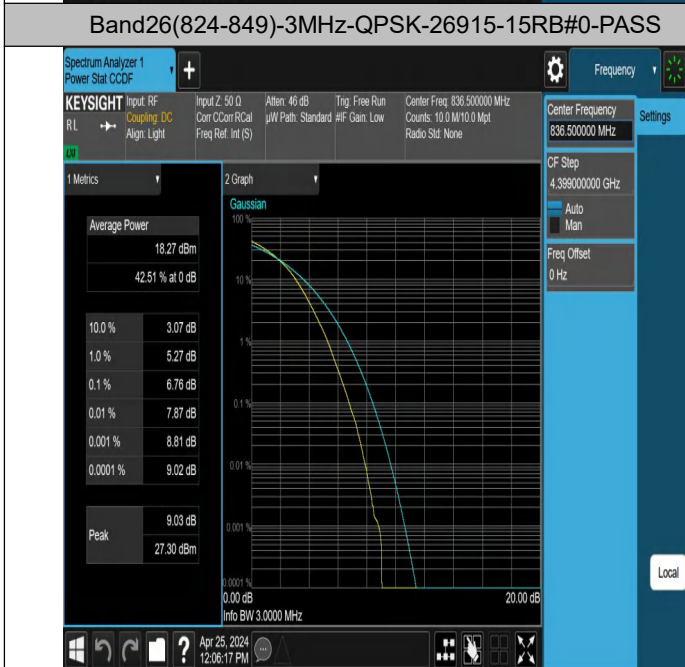 Band26(824-849)-3MHz-QPSK-26915-15RB#0-PASS
Spectrum Analyzer 1
Power Stat CCDF
+
Frequency
KEYSIGHT
RL
LXI
Input: RF
Coupling: DC
Align: Light
Input Z: 50 Ω
Corr CCorr RCal
Freq Ref: Int (S)
Atten: 46 dB
µW Path: Standard
Trig: Free Run
#IF Gain: Low
Center Freq: 836.500000 MHz
Counts: 10.0 M/10.0 Mpt
Radio Std: None
Center Frequency
836.500000 MHz
Settings
CF Step
4.399000000 GHz
Auto
Man
Freq Offset
0 Hz
1 Metrics
Average Power
18.27 dBm
42.51 % at 0 dB
10.0 % 3.07 dB
1.0 % 5.27 dB
0.1 % 6.76 dB
0.01 % 7.87 dB
0.001 % 8.81 dB
0.0001 % 9.02 dB
Peak
9.03 dB
27.30 dBm
2 Graph
Gaussian
100 %
10 %
1 %
0.1 %
0.01 %
0.001 %
0.0001 %
0.00 dB
20.00 dB
Info BW 3.0000 MHz
Local
?
Apr 25, 2024
12:06:17 PM